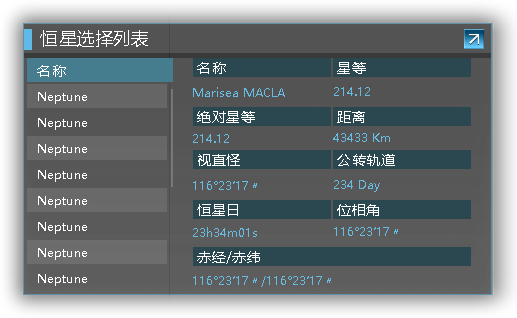 恒星选择列表
名称
Neptune
Neptune
Neptune
Neptune
Neptune
Neptune
Neptune
Neptune
名称 星等
Marisea MACLA 214.12
绝对星等 距离
214.12 43433 Km
视直怪 公转轨道
116°23′17〃 234 Day
恒星日 位相角
23h34m01s 116°23′17〃
赤经/赤纬
116°23′17〃/116°23′17〃